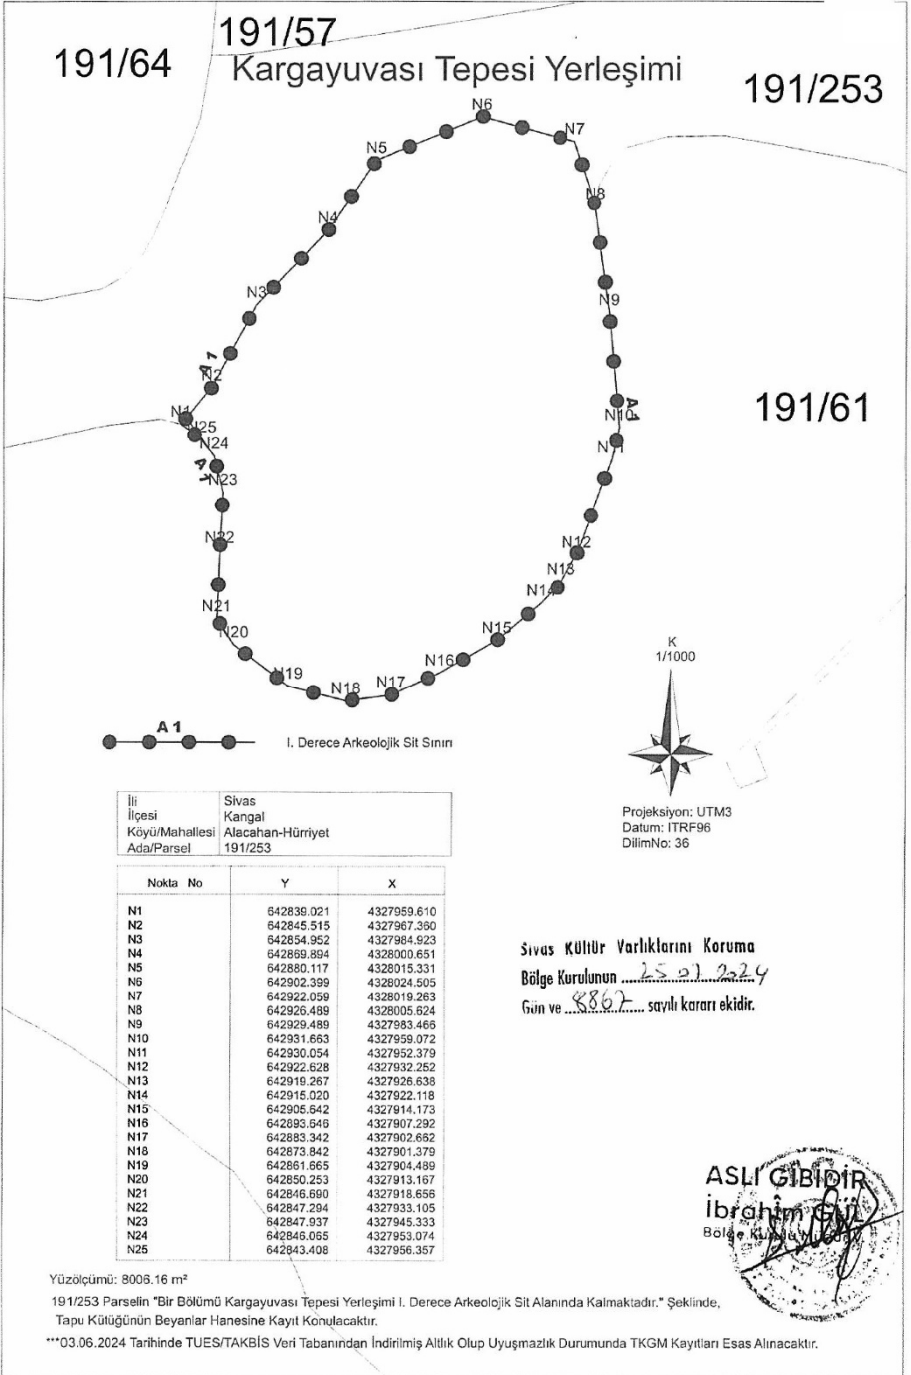 191/57
191/64
Kargayuvası Tepesi Yerleşimi
191/253
N6
N7
N5
N8
N4
N3
N9
A 1
N2
191/61
A 1
N1
N10
N25
N11
N24
A 1
N23
N22
N12
N13
N14
N21
N20
N15
N16
N19
N17
N18
K
1/1000
A 1
I. Derece Arkeolojik Sit Sınırı
Projeksiyon: UTM3
Datum: ITRF96
DilimNo: 36
İli Sivas
İlçesi Kangal
Köyü/Mahallesi Alacahan-Hürriyet
Ada/Parsel 191/253
Nokta No Y X
N1 642839.021 4327959.610
N2 642845.515 4327967.360
N3 642854.952 4327984.923
N4 642869.894 4328000.651
N5 642880.117 4328015.331
N6 642902.399 4328024.505
N7 642922.059 4328019.263
N8 642926.489 4328005.624
N9 642929.489 4327983.466
N10 642931.663 4327959.072
N11 642930.054 4327952.379
N12 642922.628 4327932.252
N13 642919.267 4327926.638
N14 642915.020 4327922.118
N15 642905.642 4327914.173
N16 642893.646 4327907.292
N17 642883.342 4327902.662
N18 642873.842 4327901.379
N19 642861.665 4327904.489
N20 642850.253 4327913.167
N21 642846.690 4327918.656
N22 642847.294 4327933.105
N23 642847.937 4327945.333
N24 642846.065 4327953.074
N25 642843.408 4327956.357
Sivas Kültür Varlıklarını Koruma
Bölge Kurulunun 25 07 2024
Gün ve 8867 sayılı kararı ekidir.
ASLI GİBİDİR
İbrahim GÜL
Bölge Kurulu Müdürü
Yüzölçümü: 8006.16 m²
191/253 Parselin "Bir Bölümü Kargayuvası Tepesi Yerleşimi I. Derece Arkeolojik Sit Alanında Kalmaktadır." Şeklinde,
Tapu Kütüğünün Beyanlar Hanesine Kayıt Konulacaktır.
***03.06.2024 Tarihinde TUES/TAKBİS Veri Tabanından İndirilmiş Altlık Olup Uyuşmazlık Durumunda TKGM Kayıtları Esas Alınacaktır.